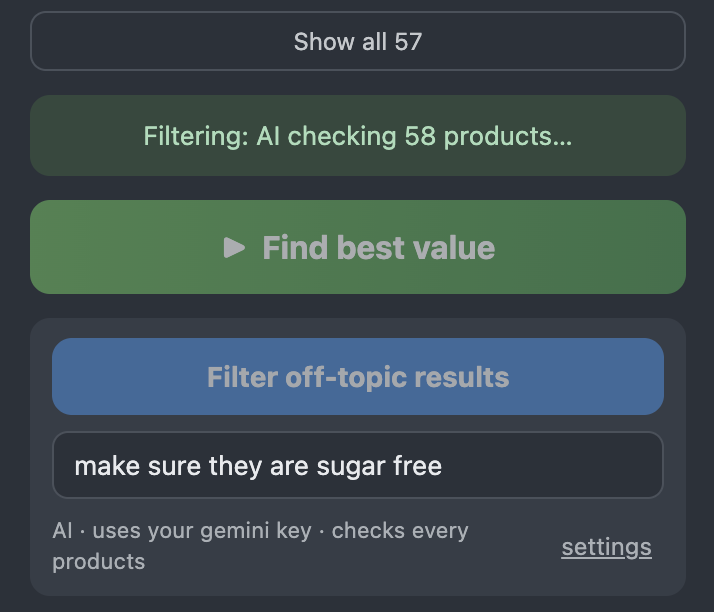 Show all 57
Filtering: AI checking 58 products...
▶ Find best value
Filter off-topic results
make sure they are sugar free
AI · uses your gemini key · checks every
products
settings